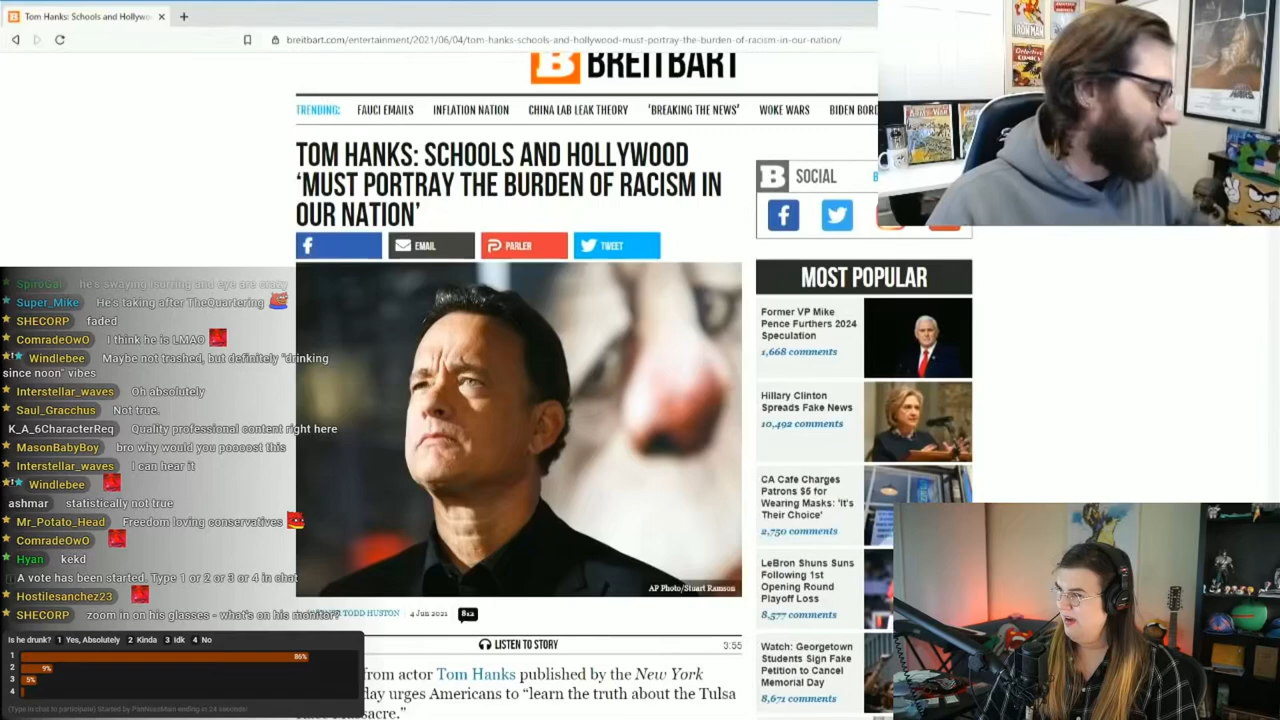 Tom Hanks: Schools and Hollywo
breitbart.com/entertainment/2021/06/04/tom-hanks-schools-and-hollywood-must-portray-the-burden-of-racism-in-our-nation/
B BREITBART
TRENDING: FAUCI EMAILS INFLATION NATION CHINA LAB LEAK THEORY 'BREAKING THE NEWS' WOKE WARS BIDEN BORD
TOM HANKS: SCHOOLS AND HOLLYWOOD
‘MUST PORTRAY THE BURDEN OF RACISM IN
OUR NATION’
EMAIL PARLER TWEET
AP Photo/Stuart Ramson
TODD HUSTON 4 Jun 2021 812
LISTEN TO STORY 3:55
from actor Tom Hanks published by the New York
day urges Americans to “learn the truth about the Tulsa
B SOCIAL
MOST POPULAR
Former VP Mike
Pence Furthers 2024
Speculation
1,668 comments
Hillary Clinton
Spreads Fake News
10,492 comments
CA Cafe Charges
Patrons $5 for
Wearing Masks: 'It's
Their Choice'
2,750 comments
LeBron Shuns Suns
Following 1st
Opening Round
Playoff Loss
8,577 comments
Watch: Georgetown
Students Sign Fake
Petition to Cancel
Memorial Day
8,671 comments
SpiroGal he's swaying
Super_Mike He's taking after TheQuartering
SHECORP faded
ComradeOwO I think he is LMAO
Windlebee Maybe not trashed, but definitely "drinking
since noon" vibes
Interstellar_waves Oh absolutely
Saul_Gracchus Not true.
K_A_6CharacterReq Quality professional content right here
MasonBabyBoy bro why would you poooost this
Interstellar_waves I can hear it
Windlebee
ashmar statistically not true
Mr_Potato_Head Freedom loving conservatives
ComradeOwO
Hyan kekd
A vote has been started. Type 1 or 2 or 3 or 4 in chat
Hostilesanchez23
SHECORP zoom in on his glasses - what's on his monitor?
Is he drunk? 1 Yes, Absolutely 2 Kinda 3 Idk 4 No
1 86%
2 9%
3 5%
4
IRON MAN
DETECTIVE COMICS